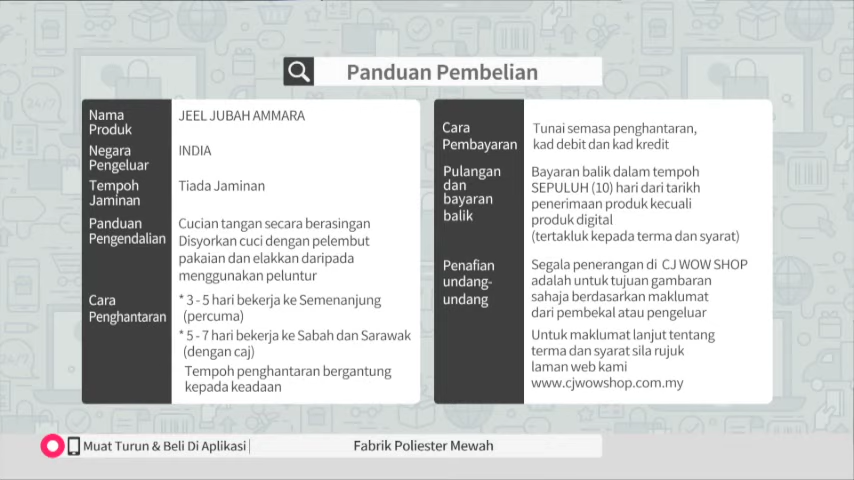 Panduan Pembelian
Nama
Produk
JEEL JUBAH AMMARA
Negara
Pengeluar
INDIA
Tempoh
Jaminan
Tiada Jaminan
Panduan
Pengendalian
Cucian tangan secara berasingan
Disyorkan cuci dengan pelembut
pakaian dan elakkan daripada
menggunakan peluntur
Cara
Penghantaran
* 3 - 5 hari bekerja ke Semenanjung
(percuma)
* 5 - 7 hari bekerja ke Sabah dan Sarawak
(dengan caj)
Tempoh penghantaran bergantung
kepada keadaan
Cara
Pembayaran
Tunai semasa penghantaran,
kad debit dan kad kredit
Pulangan
dan
bayaran
balik
Bayaran balik dalam tempoh
SEPULUH (10) hari dari tarikh
penerimaan produk kecuali
produk digital
(tertakluk kepada terma dan syarat)
Penafian
undang-
undang
Segala penerangan di CJ WOW SHOP
adalah untuk tujuan gambaran
sahaja berdasarkan maklumat
dari pembekal atau pengeluar
Untuk maklumat lanjut tentang
terma dan syarat sila rujuk
laman web kami
www.cjwowshop.com.my
24/7
24/7
Muat Turun & Beli Di Aplikasi
Fabrik Poliester Mewah